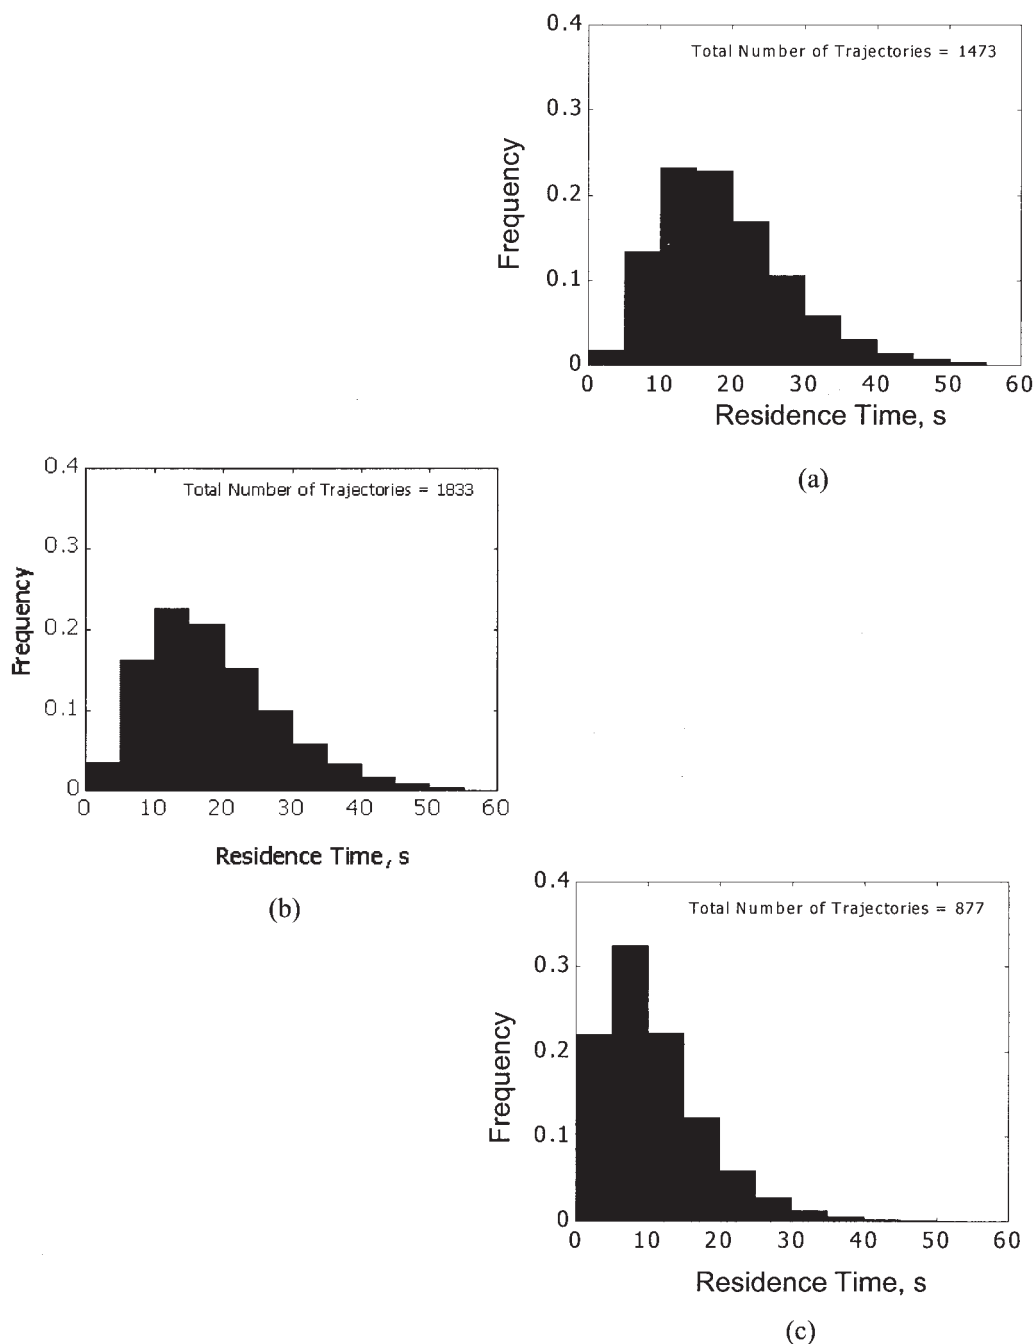 0.4
Total Number of Trajectories = 1473
0.3
0.2
0.1
0
Frequency
0 10 20 30 40 50 60
Residence Time, s
(a)
0.4
Total Number of Trajectories = 1833
0.3
0.2
0.1
0
Frequency
0 10 20 30 40 50 60
Residence Time, s
(b)
0.4
Total Number of Trajectories = 877
0.3
0.2
0.1
0
Frequency
0 10 20 30 40 50 60
Residence Time, s
(c)